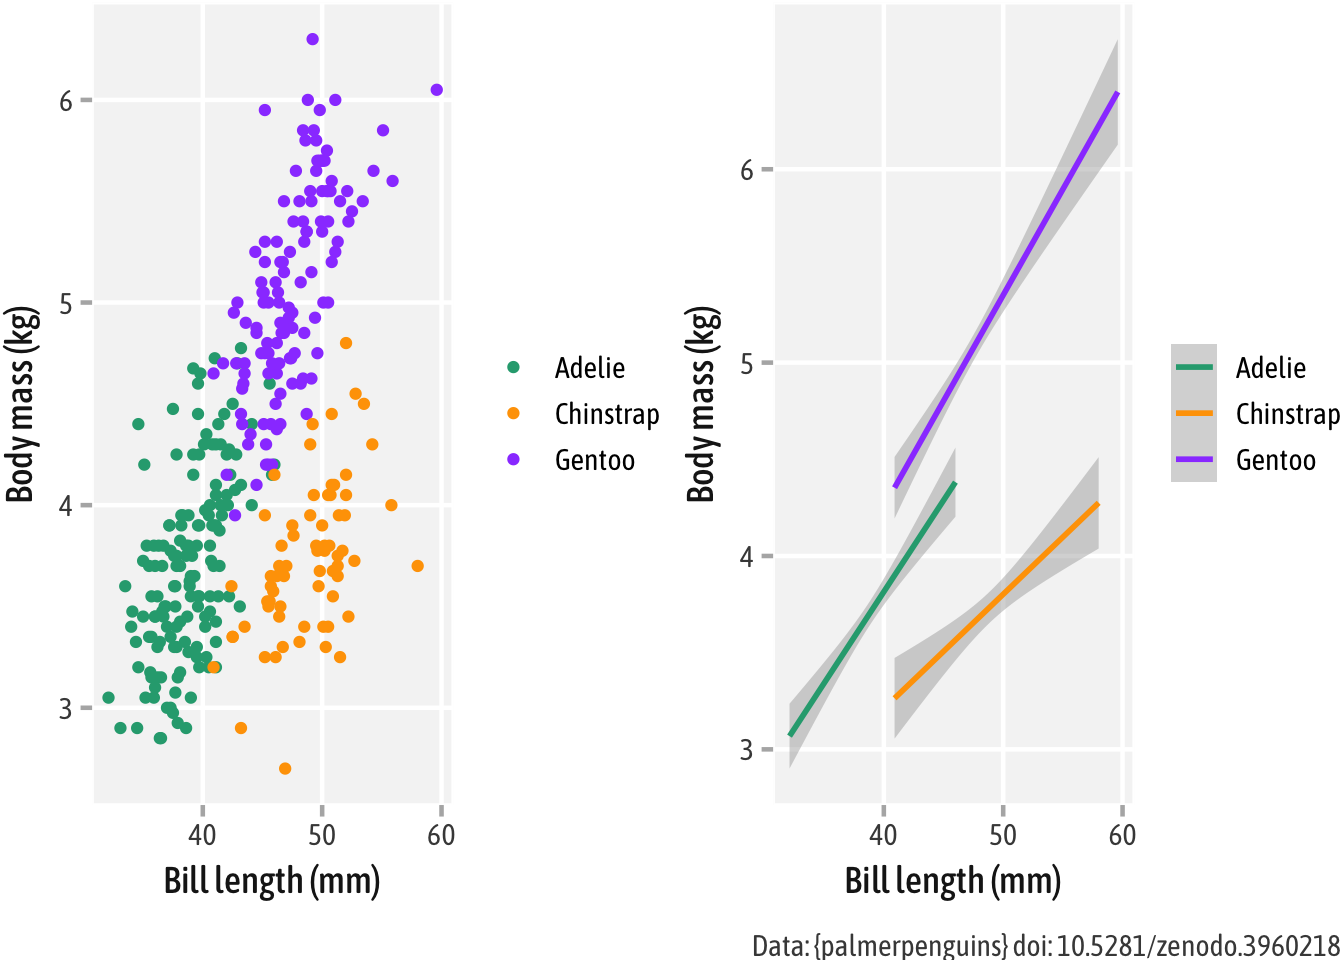 Body mass (kg)
6
5
4
3
40 50 60
Bill length (mm)
Adelie
Chinstrap
Gentoo
Body mass (kg)
6
5
4
3
40 50 60
Bill length (mm)
Adelie
Chinstrap
Gentoo
Data: {palmerpenguins} doi: 10.5281/zenodo.3960218